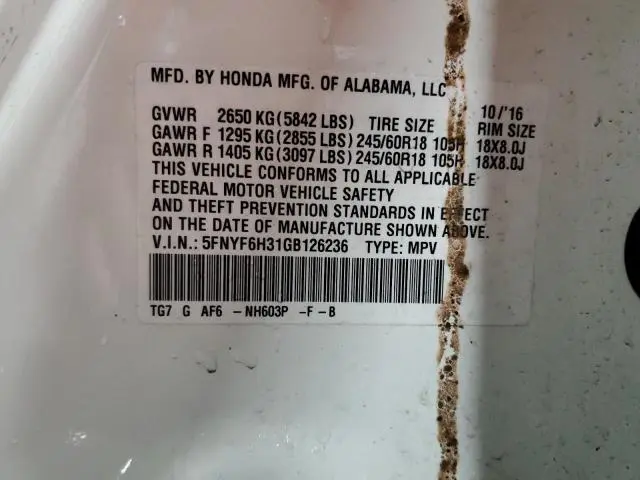 MFD. BY HONDA MFG. OF ALABAMA, LLC
10/'16
GVWR 2650 KG(5842 LBS) TIRE SIZE RIM SIZE
GAWR F 1295 KG(2855 LBS) 245/60R18 105H 18X8.0J
GAWR R 1405 KG(3097 LBS) 245/60R18 105H 18X8.0J
THIS VEHICLE CONFORMS TO ALL APPLICABLE
FEDERAL MOTOR VEHICLE SAFETY
AND THEFT PREVENTION STANDARDS IN EFFECT
ON THE DATE OF MANUFACTURE SHOWN ABOVE.
V.I.N.: 5FNYF6H31GB126236 TYPE: MPV
TG7 G AF6 -NH603P -F-B